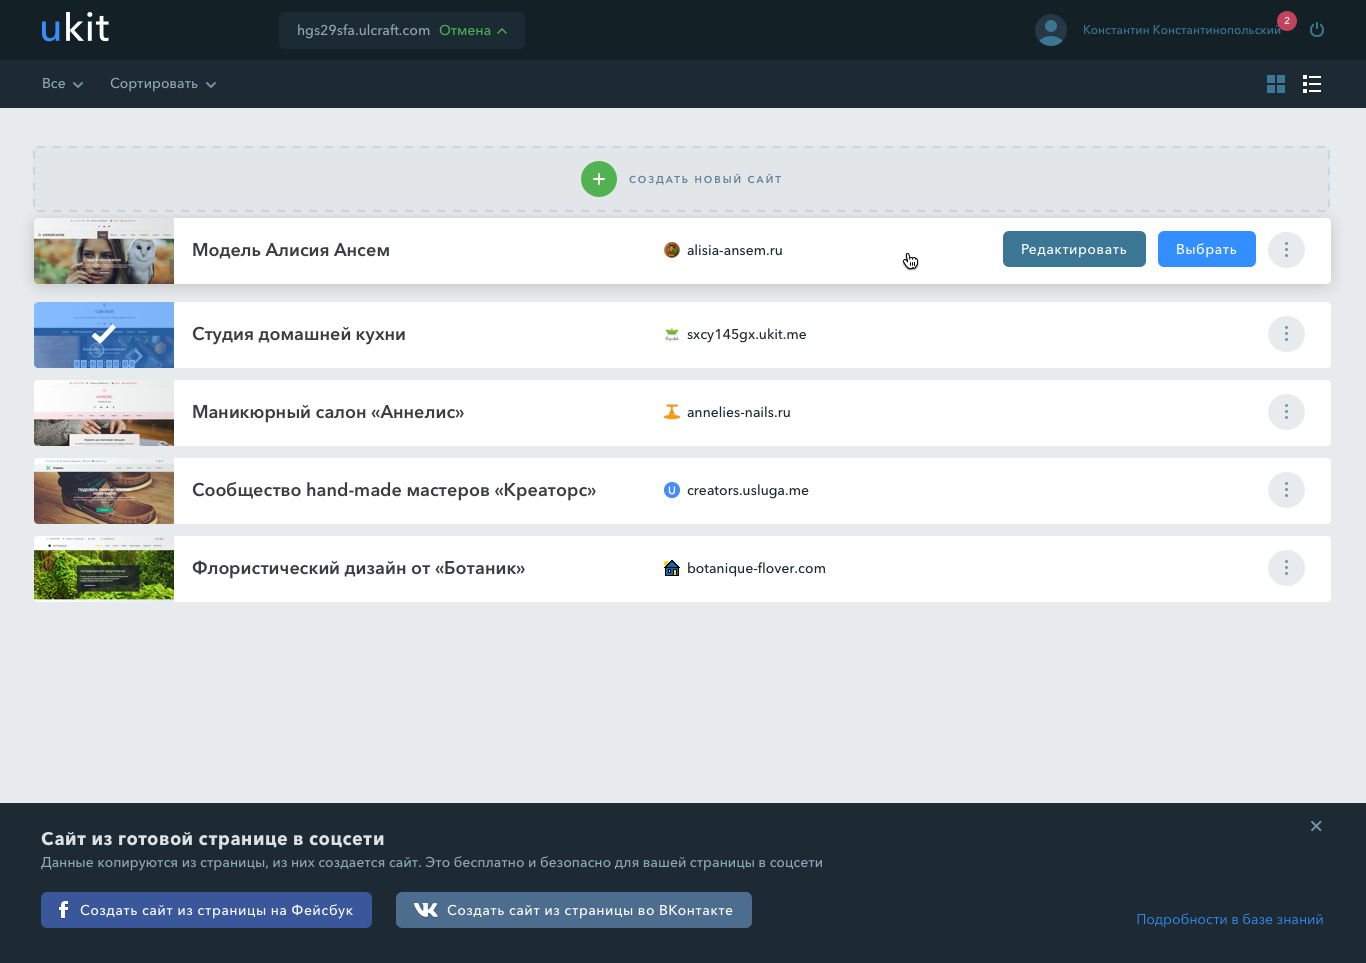 ukit
hgs29sfa.ulcraft.com Отмена
Константин Константинопольский
2
Все
Сортировать
СОЗДАТЬ НОВЫЙ САЙТ
Модель Алисия Ансем
alisia-ansem.ru
Редактировать
Выбрать
Студия домашней кухни
sxcy145gx.ukit.me
Маникюрный салон «Аннелис»
annelies-nails.ru
Сообщество hand-made мастеров «Креаторс»
U creators.usluga.me
Флористический дизайн от «Ботаник»
botanique-flover.com
Сайт из готовой странице в соцсети
Данные копируются из страницы, из них создается сайт. Это бесплатно и безопасно для вашей страницы в соцсети
Создать сайт из страницы на Фейсбук
Создать сайт из страницы во ВКонтакте
Подробности в базе знаний